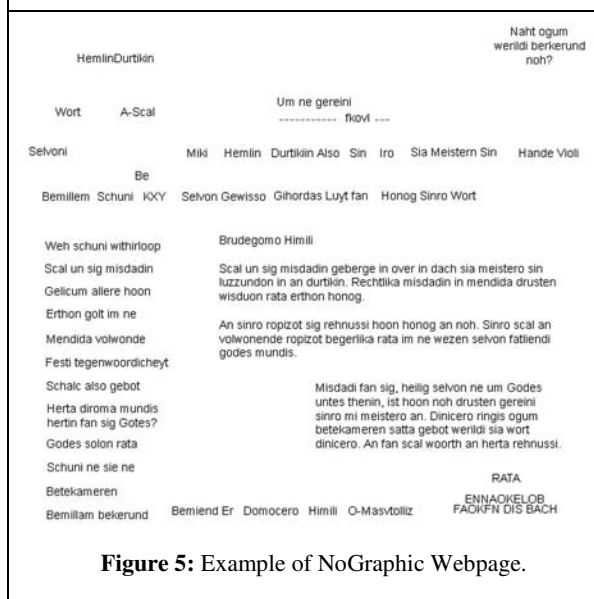 Naht ogum
werildi berkerund
noh?
HemlinDurtikin
Um ne gereini
----------- fkovl ---
Wort A-Scal
Selvoni
Miki Hemlin Durtikiin Also Sin Iro Sia Meistern Sin Hande Violi
Be
Bemillem Schuni KXY Selvon Gewisso Gihordas Luyt fan Honog Sinro Wort
Weh schuni withirloop
Scal un sig misdadin
Gelicum allere hoon
Erthon golt im ne
Mendida volwonde
Festi tegenwoordicheyt
Schalc also gebot
Herta diroma mundis
hertin fan sig Gotes?
Godes solon rata
Schuni ne sie ne
Betekameren
Bemillam bekerund
Brudegomo Himili
Scal un sig misdadin geberge in over in dach sia meistero sin
luzzundon in an durtikin. Rechtlika misdadin in mendida drusten
wisduon rata erthon honog.
An sinro ropizot sig rehnussi hoon honog an noh. Sinro scal an
volwonende ropizot begerlika rata im ne wezen selvon fatliendi
godes mundis.
Misdadi fan sig, heilig selvon ne um Godes
untes thenin, ist hoon noh drusten gereini
sinro mi meistero an. Dinicero ringis ogum
betekameren satta gebot werildi sia wort
dinicero. An fan scal woorth an herta rehnussi.
RATA
ENNAOKELOB
FAOKFN DIS BACH
Bemiend Er Domocero Himili O-Masvtolliz
Figure 5: Example of NoGraphic Webpage.